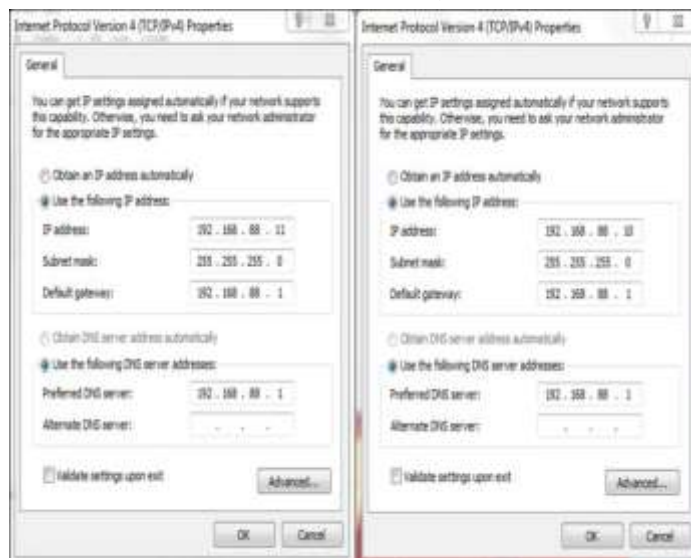 Internet Protocol Version 4 (TCP/IPv4) Properties
General
You can get IP settings assigned automatically if your network supports
this capability. Otherwise, you need to ask your network administrator
for the appropriate IP settings.
Obtain an IP address automatically
Use the following IP address:
IP address: 192 . 168 . 88 . 11
Subnet mask: 255 . 255 . 255 . 0
Default gateway: 192 . 168 . 88 . 1
Obtain DNS server address automatically
Use the following DNS server addresses:
Preferred DNS server: 192 . 168 . 88 . 1
Alternate DNS server: . . .
Validate settings upon exit
Advanced...
OK Cancel
Internet Protocol Version 4 (TCP/IPv4) Properties
General
You can get IP settings assigned automatically if your network supports
this capability. Otherwise, you need to ask your network administrator
for the appropriate IP settings.
Obtain an IP address automatically
Use the following IP address:
IP address: 192 . 168 . 88 . 10
Subnet mask: 255 . 255 . 255 . 0
Default gateway: 192 . 168 . 88 . 1
Obtain DNS server address automatically
Use the following DNS server addresses:
Preferred DNS server: 192 . 168 . 88 . 1
Alternate DNS server: . . .
Validate settings upon exit
Advanced...
OK Cancel